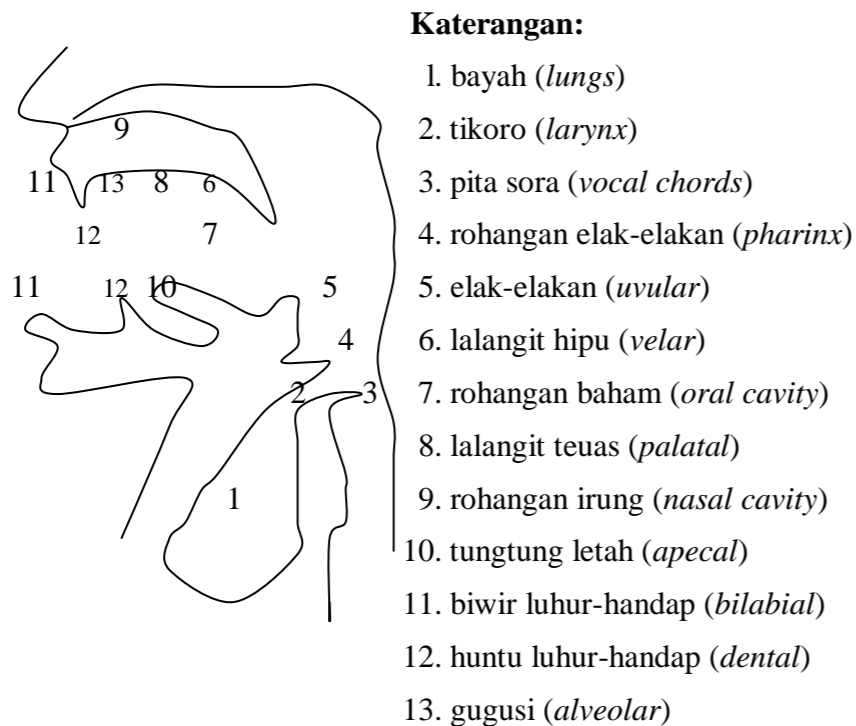 Katerangan:
l. bayah (lungs)
9
2. tikoro (larynx)
11 13 8 6
3. pita sora (vocal chords)
12 7
4. rohangan elak-elakan (pharinx)
11 12 10 5
5. elak-elakan (uvular)
4
6. lalangit hipu (velar)
2 3
7. rohangan baham (oral cavity)
8. lalangit teuas (palatal)
1
9. rohangan irung (nasal cavity)
10. tungtung letah (apecal)
11. biwir luhur-handap (bilabial)
12. huntu luhur-handap (dental)
13. gugusi (alveolar)